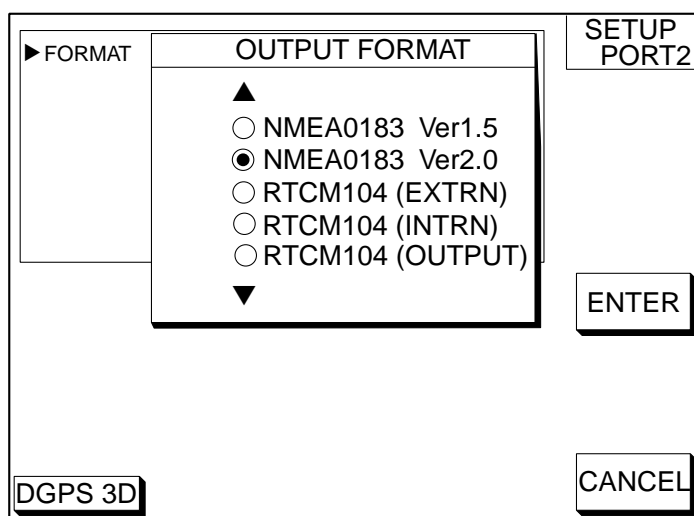 SETUP
PORT2
▶FORMAT
OUTPUT FORMAT
▲
○ NMEA0183 Ver1.5
◉ NMEA0183 Ver2.0
○ RTCM104 (EXTRN)
○ RTCM104 (INTRN)
○ RTCM104 (OUTPUT)
▼
ENTER
DGPS 3D
CANCEL